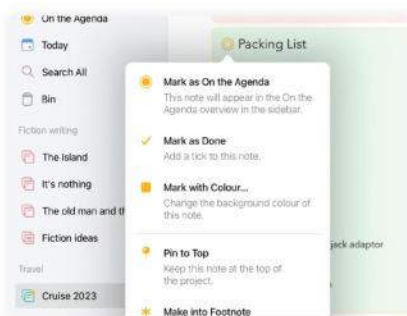 On the Agenda
Today
Search All
Bin
Fiction writing
The Island
It's nothing
The old man and th
Fiction ideas
Travel
Cruise 2023
Packing List
Mark as On the Agenda
This note will appear in the On the
Agenda overview in the sidebar.
Mark as Done
Add a tick to this note.
Mark with Colour...
Change the background colour of
this note.
Pin to Top
Keep this note at the top of
the project.
Make into Footnote
jack adaptor